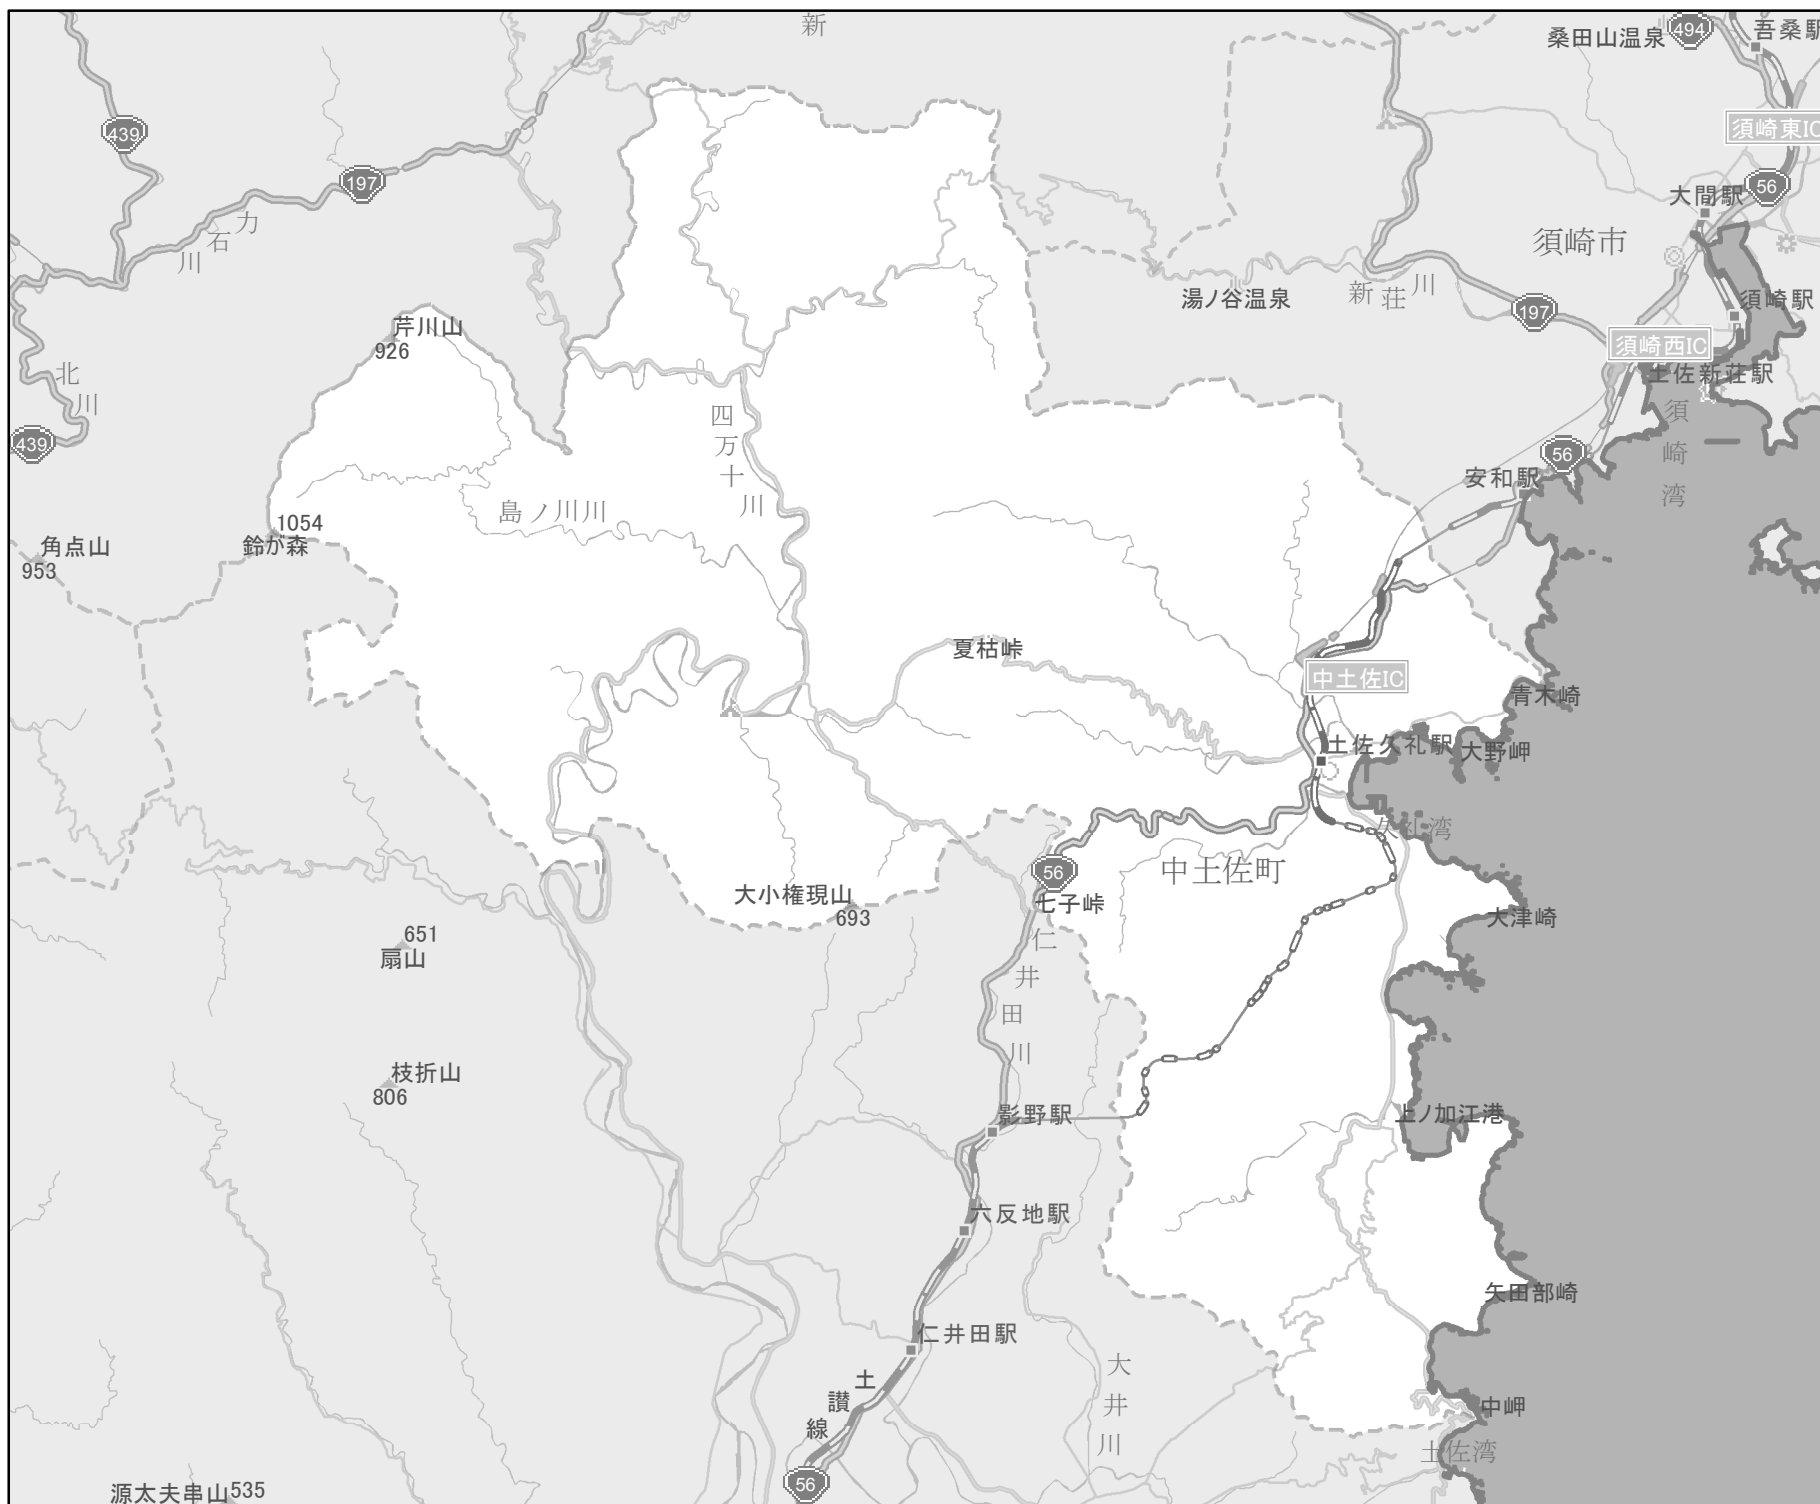 新
桑田山温泉
494
吾桑駅
439
須崎東IC
197
56
大間駅
力
石
川
須崎市
湯ノ谷温泉
新荘川
須崎駅
197
芹川山
926
須崎西IC
土佐新荘駅
北
川
四
万
十
川
須
崎
湾
439
56
安和駅
島ノ川川
1054
鈴が森
角点山
953
夏枯峠
中土佐IC
青木崎
土佐久礼駅
大野岬
久礼湾
56
中土佐町
大小権現山
693
七子峠
大津崎
651
扇山
仁
井
田
川
枝折山
806
影野駅
上ノ加江港
六反地駅
矢田部崎
仁井田駅
大
井
川
土
讃
線
中岬
土佐湾
56
源太夫串山535